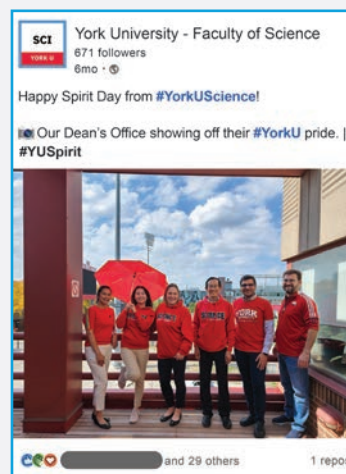 SCI
YORK U
York University - Faculty of Science
671 followers
6mo •
Happy Spirit Day from #YorkUScience!
Our Dean's Office showing off their #YorkU pride. |
#YUSpirit
SCIENCE
YORK
and 29 others
1 repo